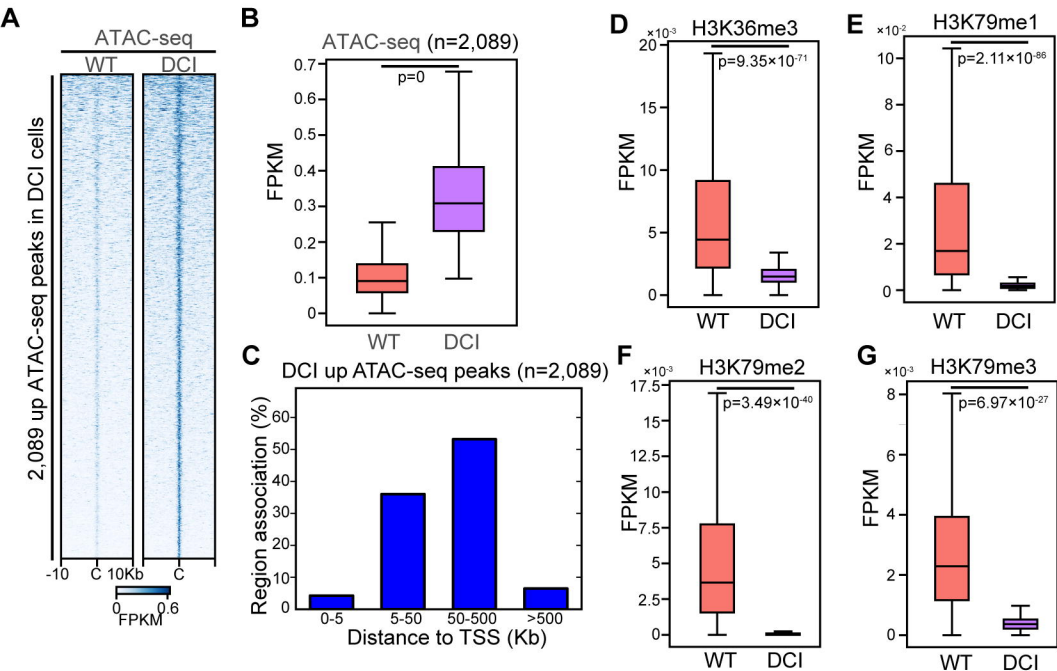 A
ATAC-seq
WT DCI
2,089 up ATAC-seq peaks in DCI cells
-10 C 10Kb C
0 0.6
FPKM
B
ATAC-seq (n=2,089)
p=0
FPKM
0.7
0.6
0.5
0.4
0.3
0.2
0.1
0
WT DCI
C
DCI up ATAC-seq peaks (n=2,089)
Region association (%)
60
50
40
30
20
10
0
0-5 5-50 50-500 >500
Distance to TSS (Kb)
D
H3K36me3
×10⁻³
p=9.35×10⁻⁷¹
FPKM
20
15
10
5
0
WT DCI
E
H3K79me1
×10⁻²
p=2.11×10⁻⁸⁶
FPKM
10
8
6
4
2
0
WT DCI
F
H3K79me2
×10⁻³
p=3.49×10⁻⁴⁰
FPKM
17.5
15
12.5
10
7.5
5
2.5
0
WT DCI
G
H3K79me3
×10⁻³
p=6.97×10⁻²⁷
FPKM
8
6
4
2
0
WT DCI